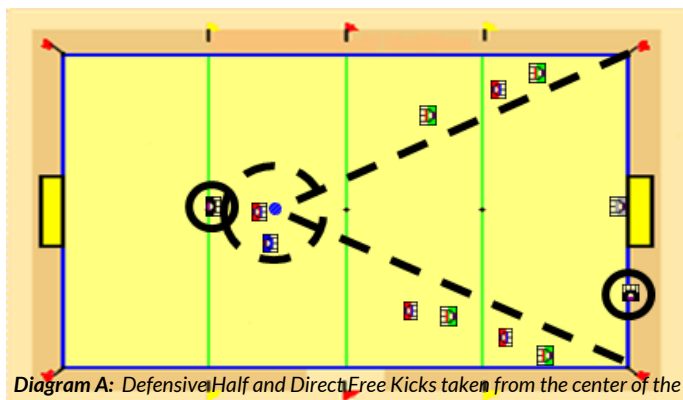 Diagram A: Defensive Half and Direct Free Kicks taken from the center of the